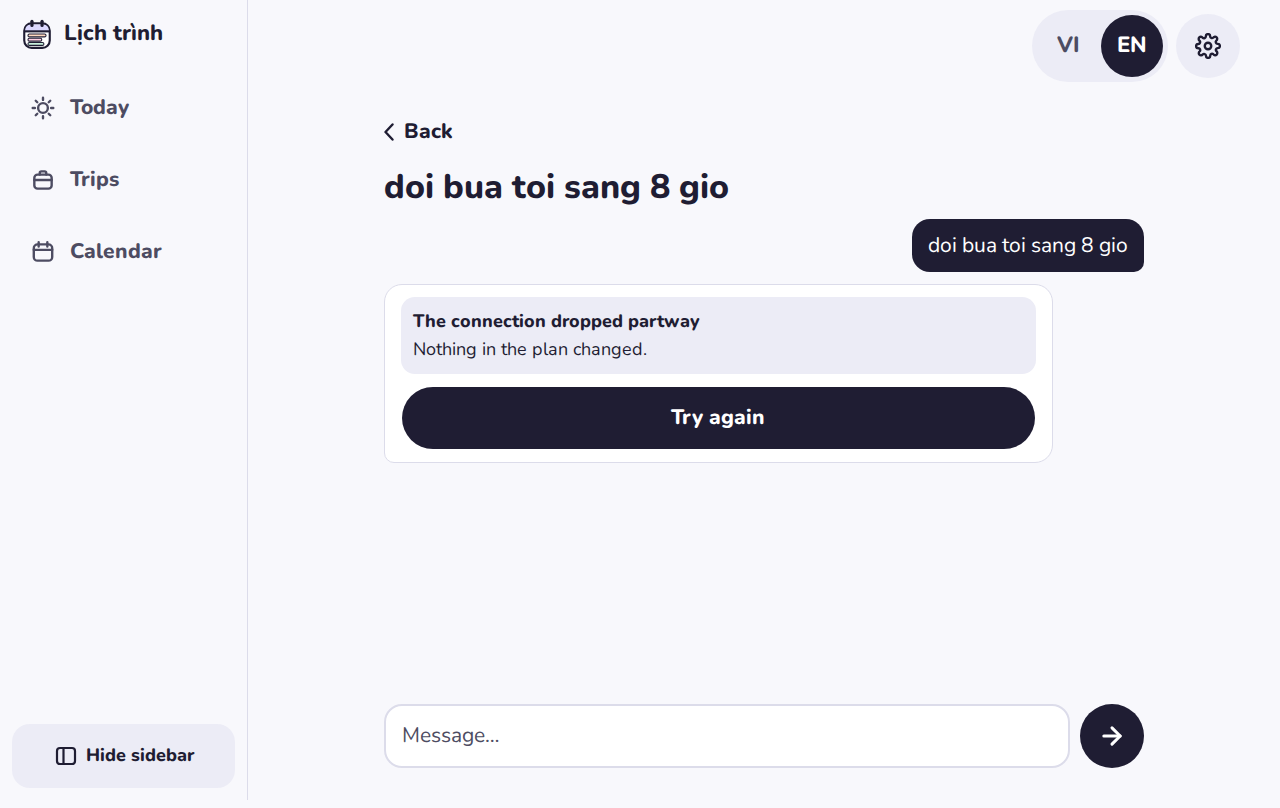 Lịch trình
VI
EN
Today
Trips
Calendar
Back
doi bua toi sang 8 gio
doi bua toi sang 8 gio
The connection dropped partway
Nothing in the plan changed.
Try again
Message...
Hide sidebar